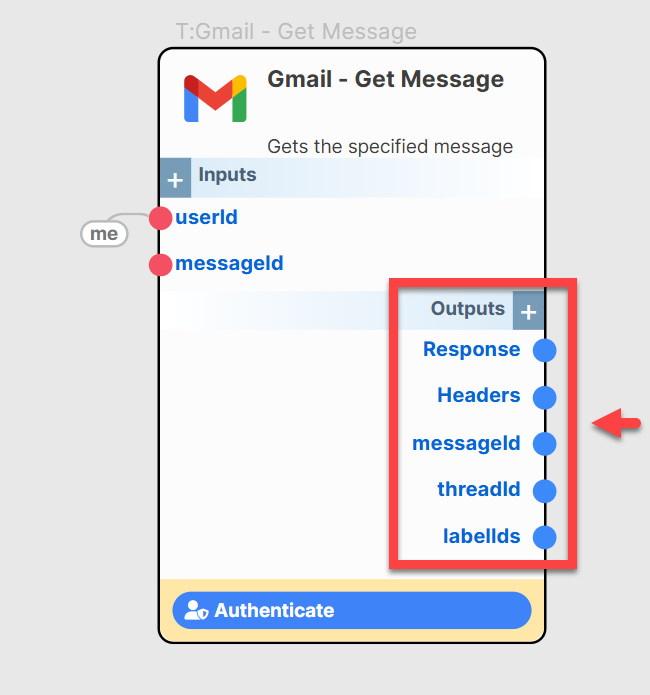 T:Gmail - Get Message
Gmail - Get Message
Gets the specified message
+ Inputs
me
userId
messageId
Outputs +
Response
Headers
messageId
threadId
labelIds
Authenticate